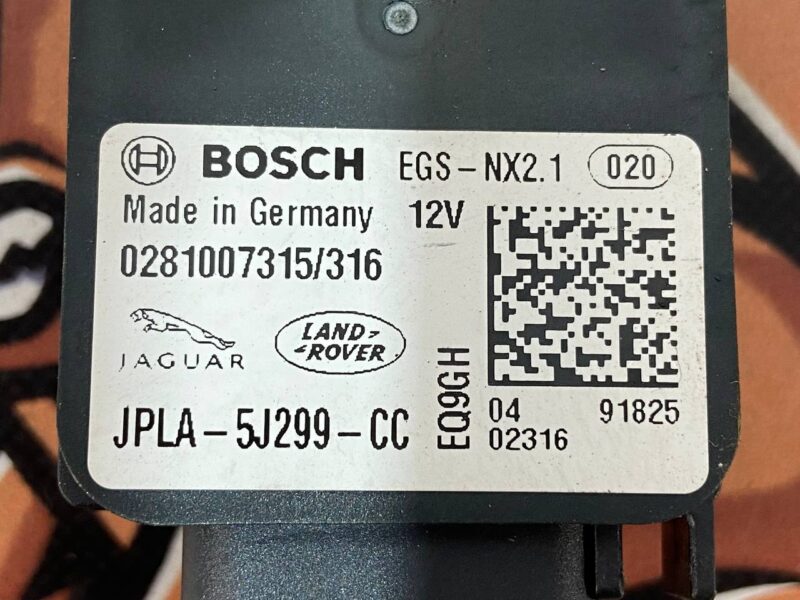 BOSCH EGS-NX2.1 020
Made in Germany 12V
0281007315/316
JAGUAR
LAND-
-ROVER
JPLA-5J299-CC
EQ9GH
04 91825
02316